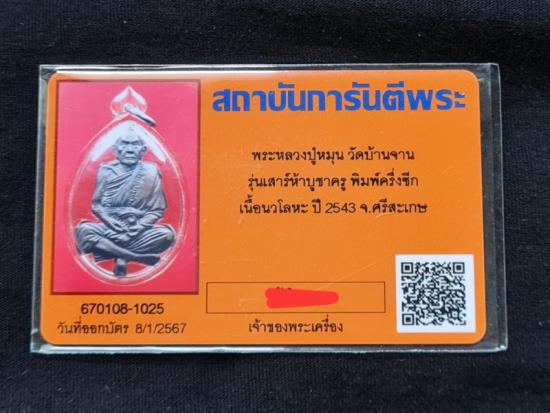 สถาบันการันตีพระ
พระหลวงปู่หมุน วัดบ้านจาน
รุ่นเสาร์ห้าบูชาครู พิมพ์ครึ่งซีก
เนื้อนวโลหะ ปี 2543 จ.ศรีสะเกษ
670108-1025
วันที่ออกบัตร 8/1/2567
เจ้าของพระเครื่อง